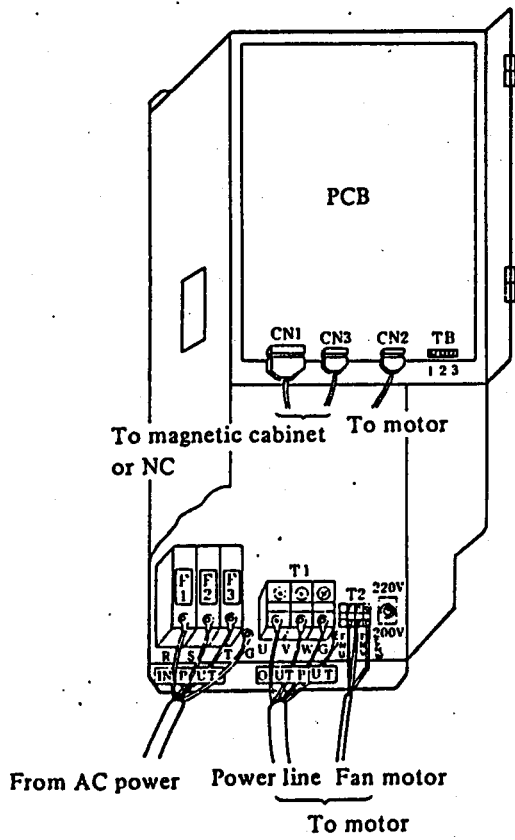 PCB
CN1 CN3 CN2 TB
1 2 3
To magnetic cabinet To motor
or NC
F1 F2 F3
T1
T2
220V
200V
R S T G
U V W G
INPUT
OUTPUT
From AC power Power line Fan motor
To motor